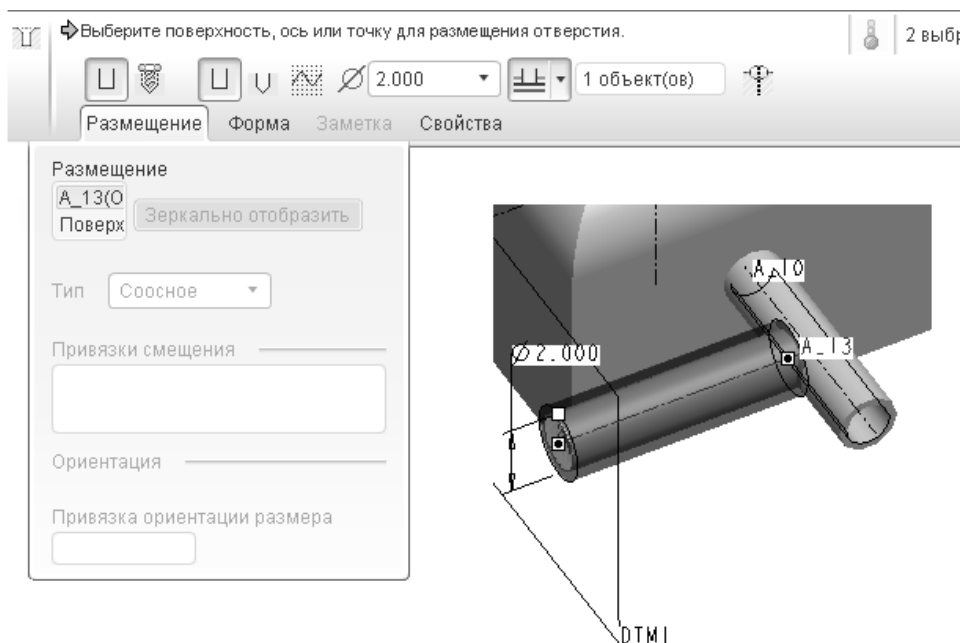 Выберите поверхность, ось или точку для размещения отверстия.
2 выбр
2.000
1 объект(ов)
Размещение Форма Заметка Свойства
Размещение
A_13(O
Поверх
Зеркально отобразить
Тип Соосное
Привязки смещения
Ориентация
Привязка ориентации размера
A_10
A_13
Ø2.000
DTM1